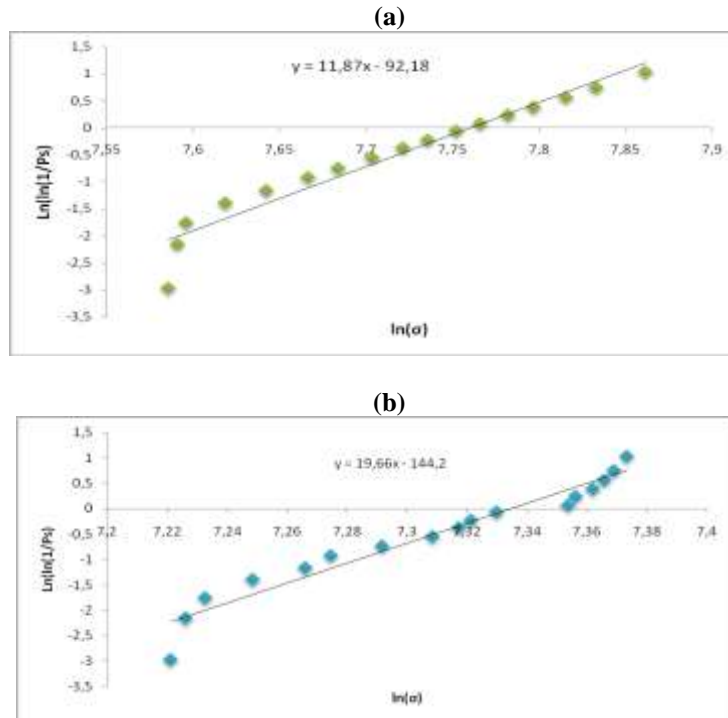 (a)
1,5
y = 11,87x - 92,18
1
0,5
0
7,55 7,6 7,65 7,7 7,75 7,8 7,85 7,9
-0,5
-1
-1,5
-2
-2,5
-3
-3,5
Ln(ln(1/Ps)
ln(σ)
(b)
1,5
y = 19,66x - 144,2
1
0,5
0
7,2 7,22 7,24 7,26 7,28 7,3 7,32 7,34 7,36 7,38 7,4
-0,5
-1
-1,5
-2
-2,5
-3
-3,5
Ln(ln(1/Ps)
ln(σ)